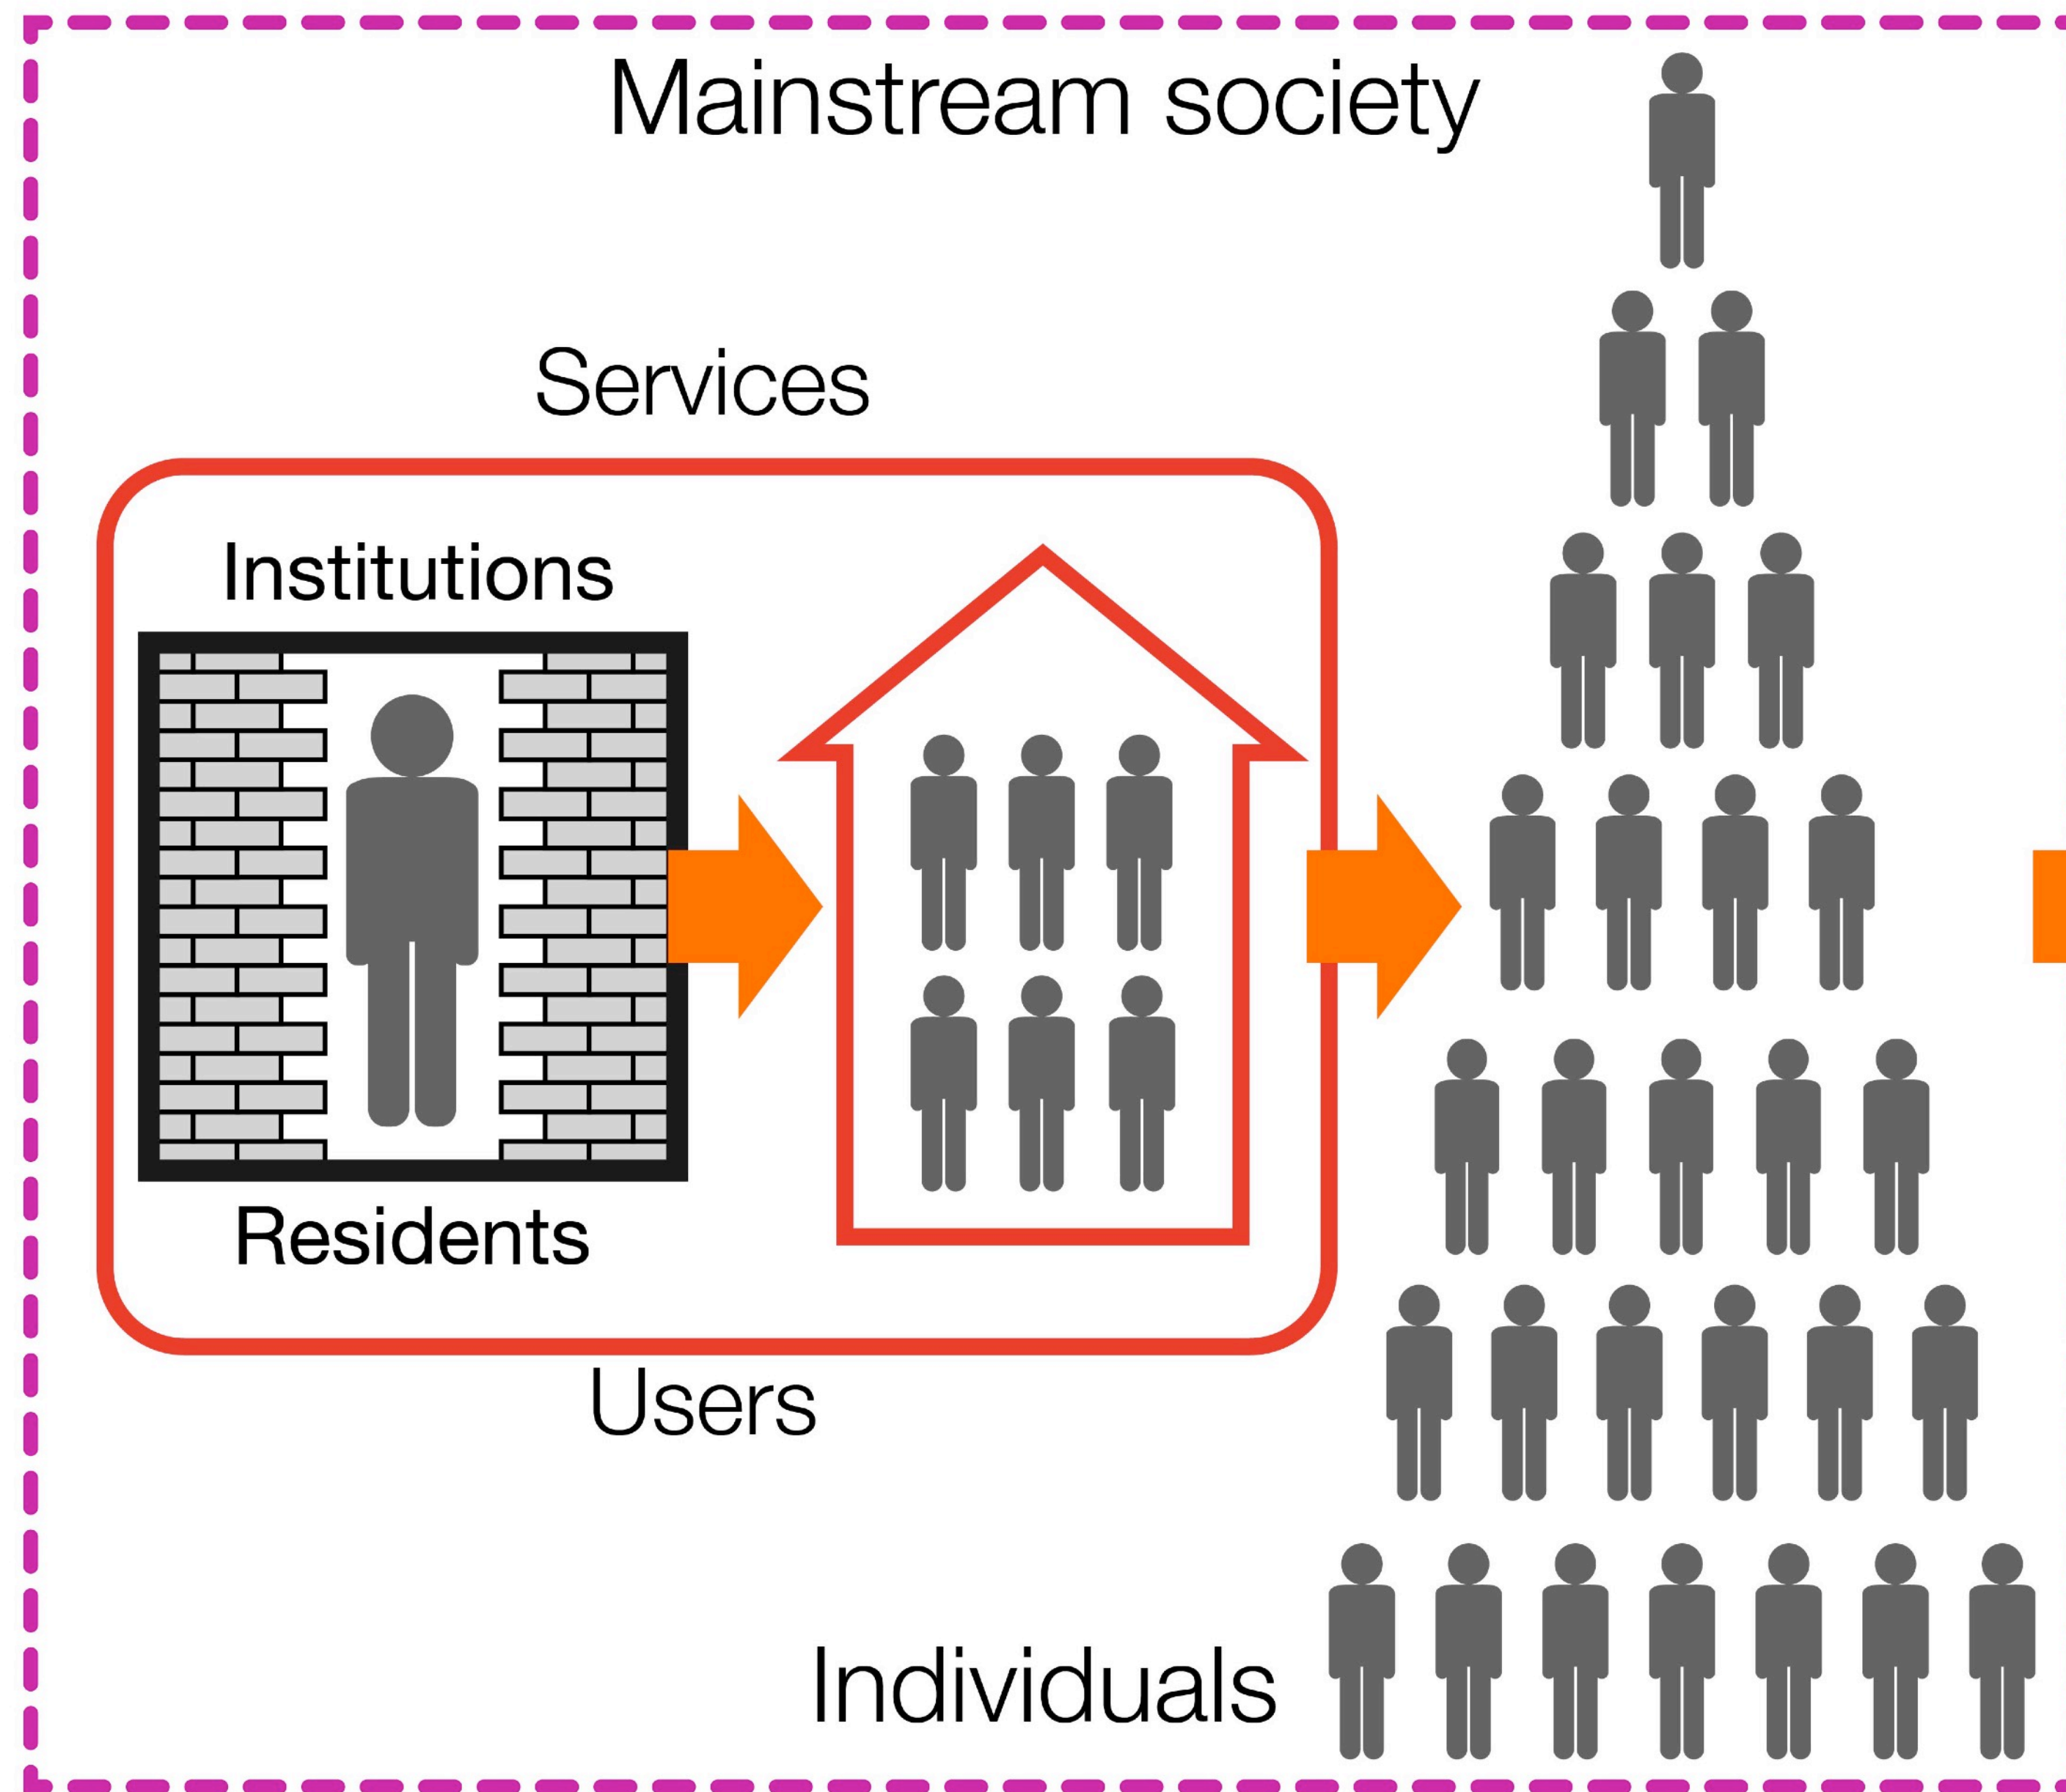 Mainstream society
Services
Institutions
Residents
Users
Individuals